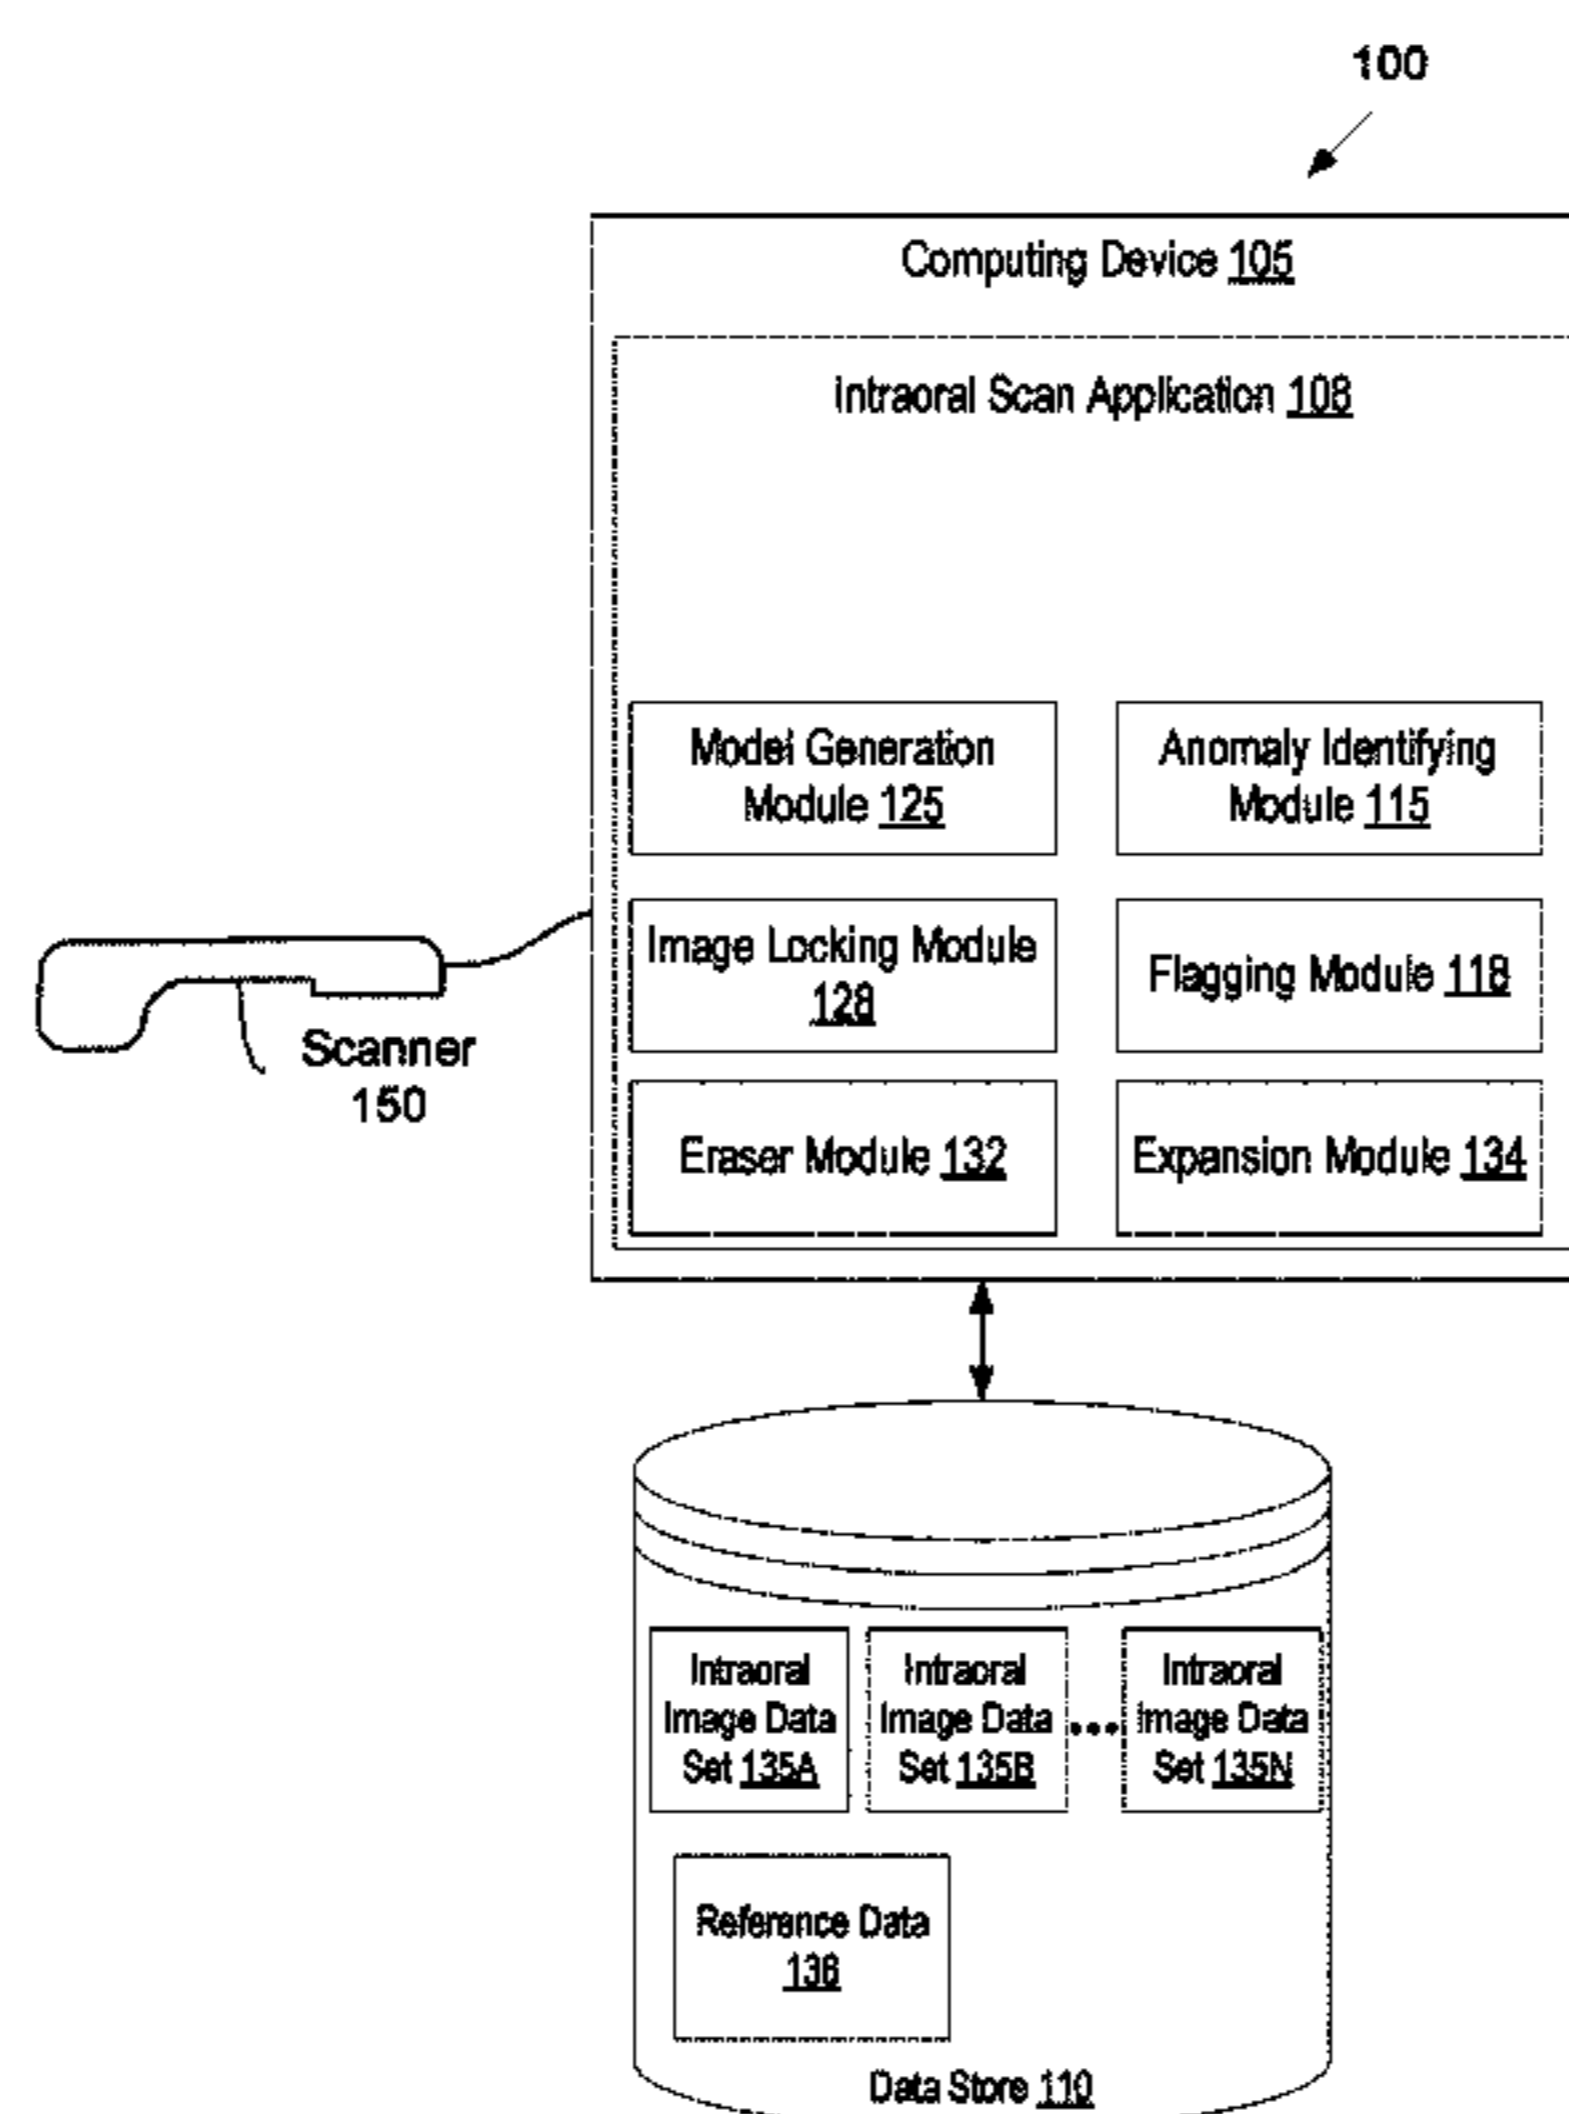 100
Computing Device 105
Intraoral Scan Application 108
Model Generation
Module 125
Anomaly Identifying
Module 115
Image Locking Module
128
Flagging Module 118
Scanner
150
Eraser Module 132
Expansion Module 134
Intraoral
Image Data
Set 135A
Intraoral
Image Data
Set 135B
...
Intraoral
Image Data
Set 135N
Reference Data
136
Data Store 110